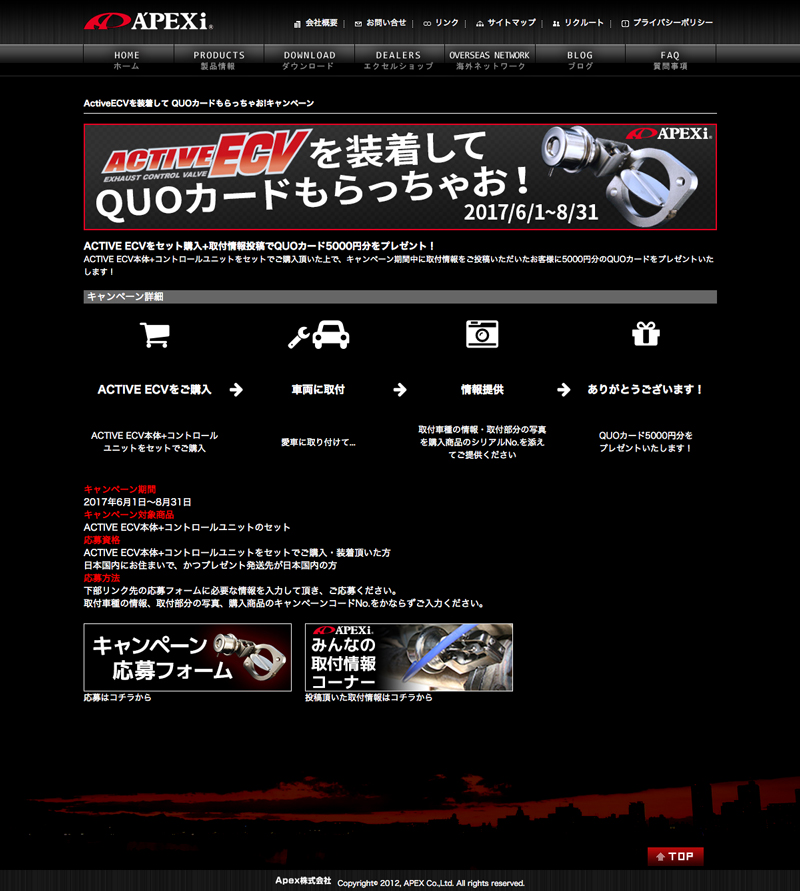 APEXi®
会社概要 | お問い合せ | リンク | サイトマップ | リクルート | プライバシーポリシー
HOME PRODUCTS DOWNLOAD DEALERS OVERSEAS NETWORK BLOG FAQ
ホーム 製品情報 ダウンロード エクセルショップ 海外ネットワーク ブログ 質問事項
ActiveECVを装着して QUOカードもらっちゃお!キャンペーン
APEXi®
ACTIVE ECV を装着して
EXHAUST CONTROL VALVE
QUOカードもらっちゃお！
2017/6/1~8/31
ACTIVE ECVをセット購入+取付情報投稿でQUOカード5000円分をプレゼント！
ACTIVE ECV本体+コントロールユニットをセットでご購入頂いた上で、キャンペーン期間中に取付情報をご投稿いただいたお客様に5000円分のQUOカードをプレゼントいた
します！
キャンペーン詳細
ACTIVE ECVをご購入
車両に取付
情報提供
ありがとうございます！
ACTIVE ECV本体+コントロール
ユニットをセットでご購入
愛車に取り付けて...
取付車種の情報・取付部分の写真
を購入商品のシリアルNo.を添え
てご提供ください
QUOカード5000円分を
プレゼントいたします！
キャンペーン期間
2017年6月1日〜8月31日
キャンペーン対象商品
ACTIVE ECV本体+コントロールユニットのセット
応募資格
ACTIVE ECV本体+コントロールユニットをセットでご購入・装着頂いた方
日本国内にお住まいで、かつプレゼント発送先が日本国内の方
応募方法
下部リンク先の応募フォームに必要な情報を入力して頂き、ご応募ください。
取付車種の情報、取付部分の写真、購入商品のキャンペーンコードNo.をかならずご入力ください。
キャンペーン
応募フォーム
応募はコチラから
APEXi®
みんなの
取付情報
コーナー
投稿頂いた取付情報はコチラから
TOP
Apex株式会社 Copyright© 2012, APEX Co.,Ltd. All rights reserved.